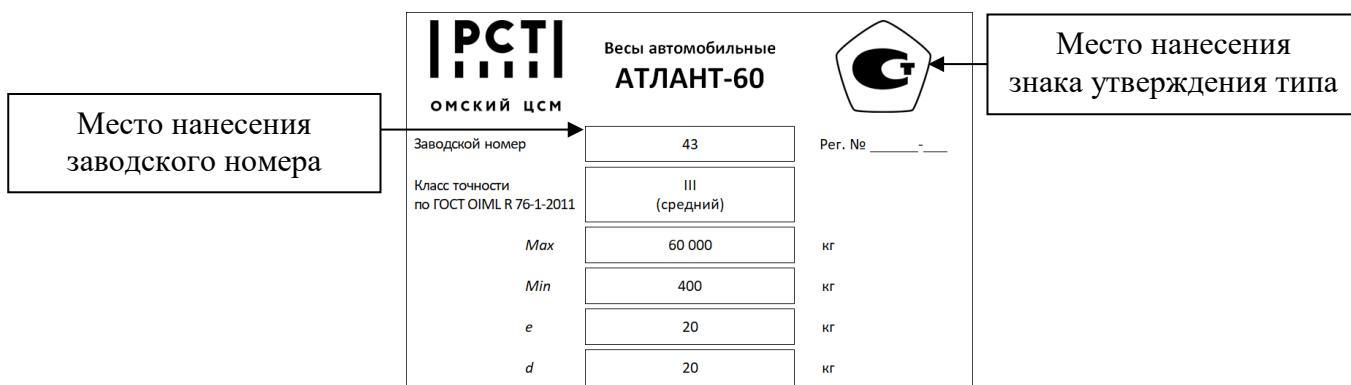 РСТ
ОМСКИЙ ЦСМ
Весы автомобильные
АТЛАНТ-60
Ст
Место нанесения
знака утверждения типа
Место нанесения
заводского номера
Заводской номер
43
Рег. № ______-___
Класс точности
по ГОСТ OIML R 76-1-2011
III
(средний)
Max
60 000
кг
Min
400
кг
e
20
кг
d
20
кг